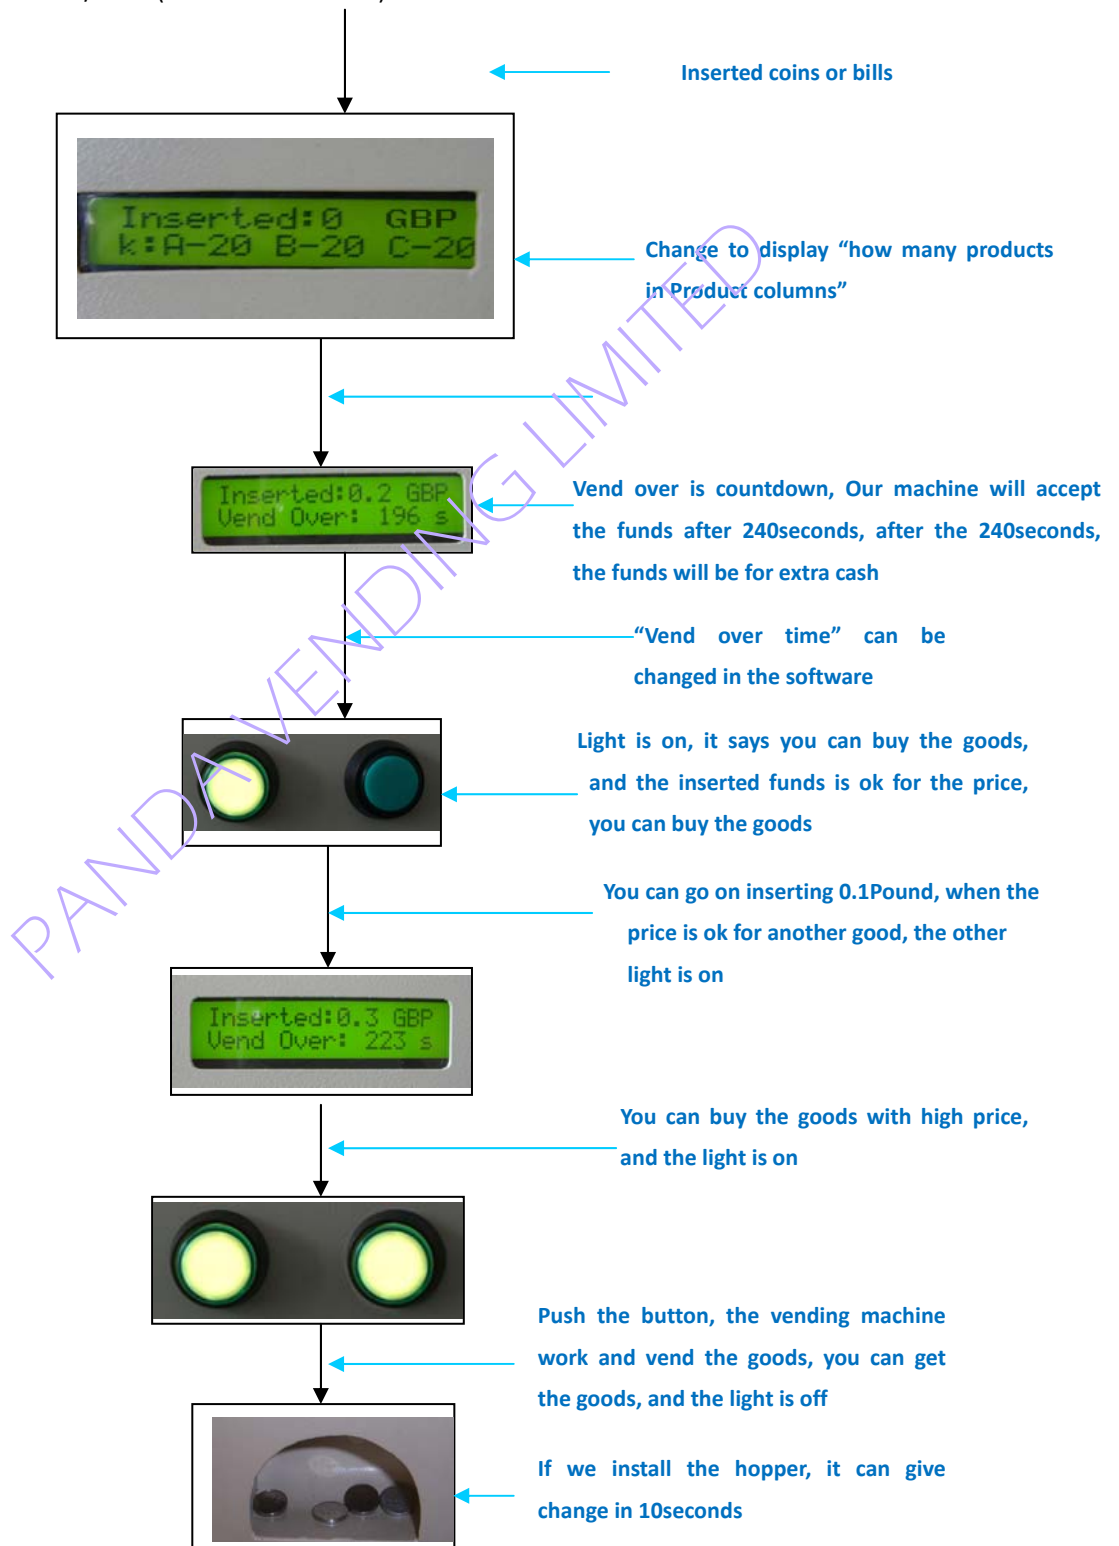 Inserted coins or bills
Inserted:0 GBP
k:A-20 B-20 C-20
Change to display “how many products
in Product columns”
Inserted:0.2 GBP
Vend Over: 196 s
Vend over is countdown, Our machine will accept
the funds after 240seconds, after the 240seconds,
the funds will be for extra cash
“Vend over time” can be
changed in the software
Light is on, it says you can buy the goods,
and the inserted funds is ok for the price,
you can buy the goods
You can go on inserting 0.1Pound, when the
price is ok for another good, the other
light is on
Inserted:0.3 GBP
Vend Over: 223 s
You can buy the goods with high price,
and the light is on
Push the button, the vending machine
work and vend the goods, you can get
the goods, and the light is off
If we install the hopper, it can give
change in 10seconds
PANDA VENDING LIMITED